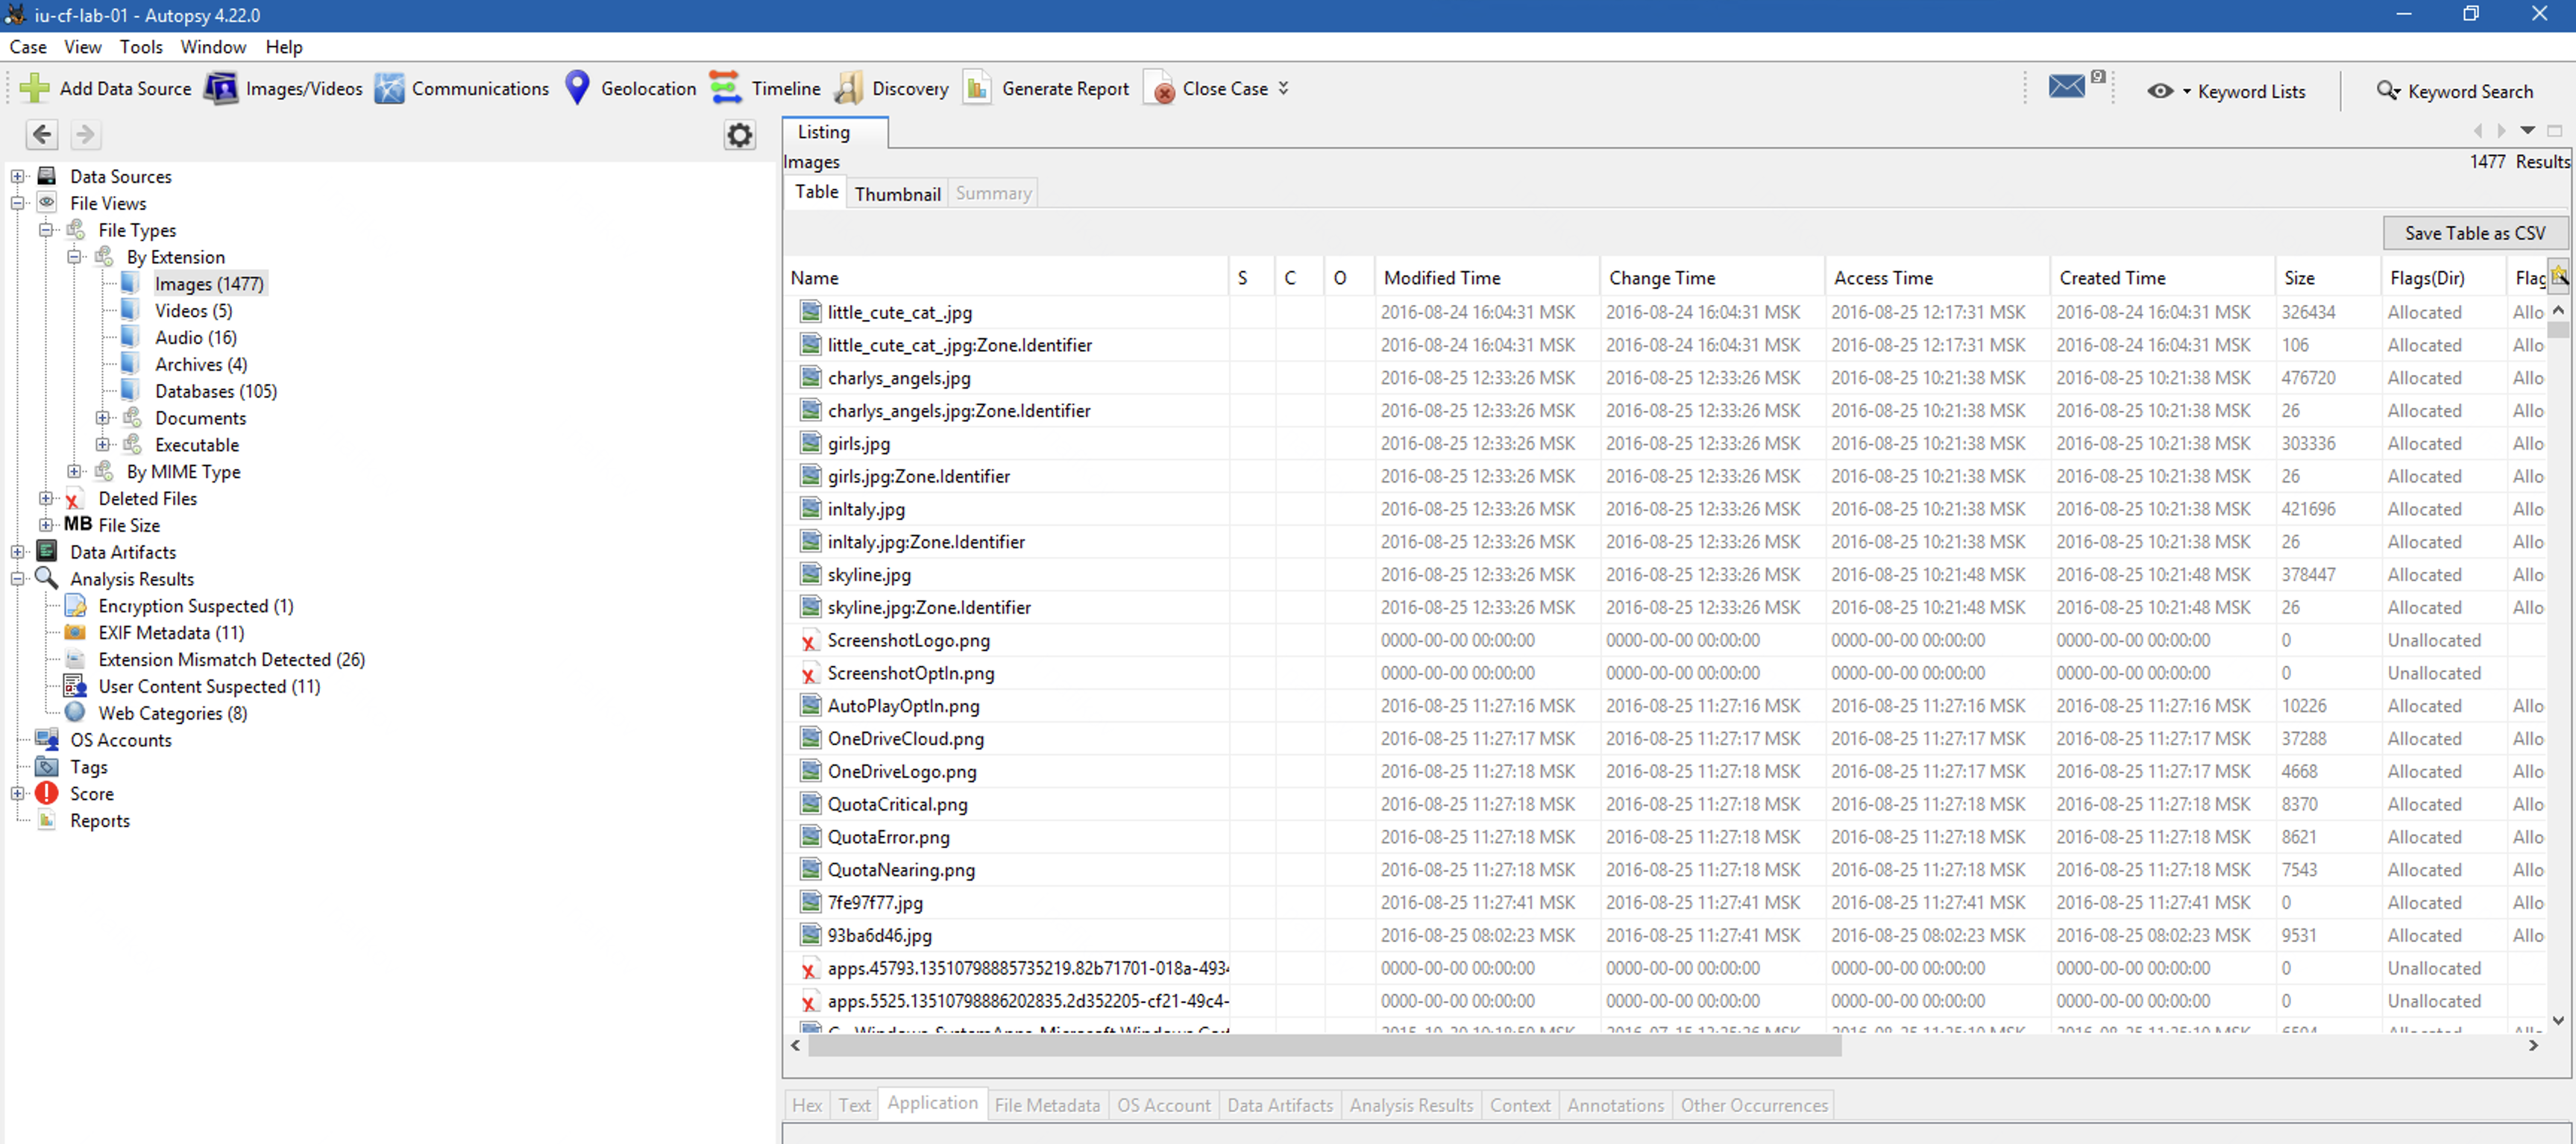 iu-cf-lab-01 - Autopsy 4.22.0
Case View Tools Window Help
Add Data Source Images/Videos Communications Geolocation Timeline Discovery Generate Report Close Case 9 Keyword Lists Keyword Search
Listing
Images 1477 Results
Table Thumbnail Summary
Save Table as CSV
Data Sources
File Views
File Types
By Extension
Images (1477)
Videos (5)
Audio (16)
Archives (4)
Databases (105)
Documents
Executable
By MIME Type
Deleted Files
MB File Size
Data Artifacts
Analysis Results
Encryption Suspected (1)
EXIF Metadata (11)
Extension Mismatch Detected (26)
User Content Suspected (11)
Web Categories (8)
OS Accounts
Tags
Score
Reports
Name S C O Modified Time Change Time Access Time Created Time Size Flags(Dir) Flag
little_cute_cat_.jpg 2016-08-24 16:04:31 MSK 2016-08-24 16:04:31 MSK 2016-08-25 12:17:31 MSK 2016-08-24 16:04:31 MSK 326434 Allocated Allo
little_cute_cat_.jpg:Zone.Identifier 2016-08-24 16:04:31 MSK 2016-08-24 16:04:31 MSK 2016-08-25 12:17:31 MSK 2016-08-24 16:04:31 MSK 106 Allocated Allo
charlys_angels.jpg 2016-08-25 12:33:26 MSK 2016-08-25 12:33:26 MSK 2016-08-25 10:21:38 MSK 2016-08-25 10:21:38 MSK 476720 Allocated Allo
charlys_angels.jpg:Zone.Identifier 2016-08-25 12:33:26 MSK 2016-08-25 12:33:26 MSK 2016-08-25 10:21:38 MSK 2016-08-25 10:21:38 MSK 26 Allocated Allo
girls.jpg 2016-08-25 12:33:26 MSK 2016-08-25 12:33:26 MSK 2016-08-25 10:21:38 MSK 2016-08-25 10:21:38 MSK 303336 Allocated Allo
girls.jpg:Zone.Identifier 2016-08-25 12:33:26 MSK 2016-08-25 12:33:26 MSK 2016-08-25 10:21:38 MSK 2016-08-25 10:21:38 MSK 26 Allocated Allo
inItaly.jpg 2016-08-25 12:33:26 MSK 2016-08-25 12:33:26 MSK 2016-08-25 10:21:38 MSK 2016-08-25 10:21:38 MSK 421696 Allocated Allo
inItaly.jpg:Zone.Identifier 2016-08-25 12:33:26 MSK 2016-08-25 12:33:26 MSK 2016-08-25 10:21:38 MSK 2016-08-25 10:21:38 MSK 26 Allocated Allo
skyline.jpg 2016-08-25 12:33:26 MSK 2016-08-25 12:33:26 MSK 2016-08-25 10:21:48 MSK 2016-08-25 10:21:48 MSK 378447 Allocated Allo
skyline.jpg:Zone.Identifier 2016-08-25 12:33:26 MSK 2016-08-25 12:33:26 MSK 2016-08-25 10:21:48 MSK 2016-08-25 10:21:48 MSK 26 Allocated Allo
ScreenshotLogo.png 0000-00-00 00:00:00 0000-00-00 00:00:00 0000-00-00 00:00:00 0000-00-00 00:00:00 0 Unallocated
ScreenshotOptIn.png 0000-00-00 00:00:00 0000-00-00 00:00:00 0000-00-00 00:00:00 0000-00-00 00:00:00 0 Unallocated
AutoPlayOptIn.png 2016-08-25 11:27:16 MSK 2016-08-25 11:27:16 MSK 2016-08-25 11:27:16 MSK 2016-08-25 11:27:16 MSK 10226 Allocated Allo
OneDriveCloud.png 2016-08-25 11:27:17 MSK 2016-08-25 11:27:17 MSK 2016-08-25 11:27:17 MSK 2016-08-25 11:27:17 MSK 37288 Allocated Allo
OneDriveLogo.png 2016-08-25 11:27:18 MSK 2016-08-25 11:27:18 MSK 2016-08-25 11:27:17 MSK 2016-08-25 11:27:17 MSK 4668 Allocated Allo
QuotaCritical.png 2016-08-25 11:27:18 MSK 2016-08-25 11:27:18 MSK 2016-08-25 11:27:18 MSK 2016-08-25 11:27:18 MSK 8370 Allocated Allo
QuotaError.png 2016-08-25 11:27:18 MSK 2016-08-25 11:27:18 MSK 2016-08-25 11:27:18 MSK 2016-08-25 11:27:18 MSK 8621 Allocated Allo
QuotaNearing.png 2016-08-25 11:27:18 MSK 2016-08-25 11:27:18 MSK 2016-08-25 11:27:18 MSK 2016-08-25 11:27:18 MSK 7543 Allocated Allo
7fe97f77.jpg 2016-08-25 11:27:41 MSK 2016-08-25 11:27:41 MSK 2016-08-25 11:27:41 MSK 2016-08-25 11:27:41 MSK 0 Allocated Allo
93ba6d46.jpg 2016-08-25 08:02:23 MSK 2016-08-25 11:27:41 MSK 2016-08-25 08:02:23 MSK 2016-08-25 08:02:23 MSK 9531 Allocated Allo
apps.45793.13510798885735219.82b71701-018a-493 0000-00-00 00:00:00 0000-00-00 00:00:00 0000-00-00 00:00:00 0000-00-00 00:00:00 0 Unallocated
apps.5525.13510798886202835.2d352205-cf21-49c4- 0000-00-00 00:00:00 0000-00-00 00:00:00 0000-00-00 00:00:00 0000-00-00 00:00:00 0 Unallocated
Hex Text Application File Metadata OS Account Data Artifacts Analysis Results Context Annotations Other Occurrences